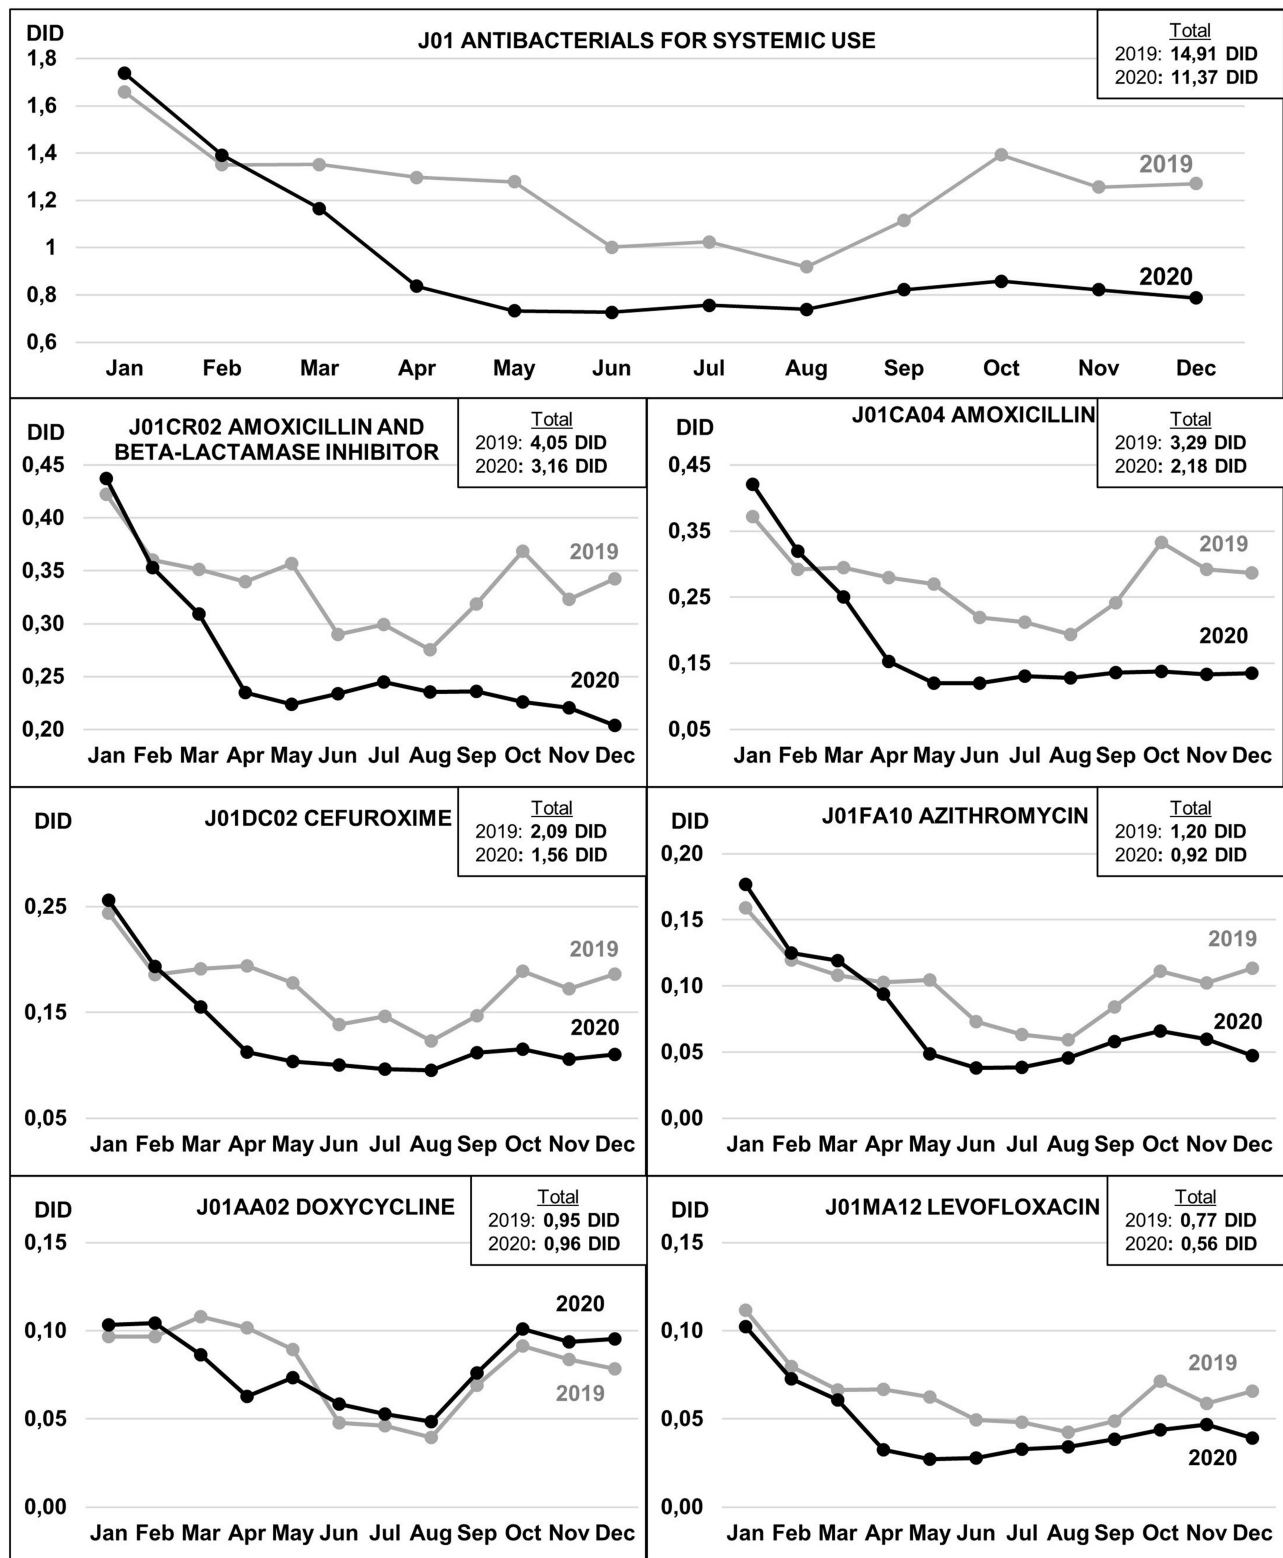 DID
J01 ANTIBACTERIALS FOR SYSTEMIC USE
Total
2019: 14,91 DID
2020: 11,37 DID
1,8
1,6
1,4
1,2
1
0,8
0,6
2019
2020
Jan Feb Mar Apr May Jun Jul Aug Sep Oct Nov Dec
DID
J01CR02 AMOXICILLIN AND
BETA-LACTAMASE INHIBITOR
Total
2019: 4,05 DID
2020: 3,16 DID
0,45
0,40
0,35
0,30
0,25
0,20
2019
2020
Jan Feb Mar Apr May Jun Jul Aug Sep Oct Nov Dec
DID
J01CA04 AMOXICILLIN
Total
2019: 3,29 DID
2020: 2,18 DID
0,45
0,35
0,25
0,15
0,05
2019
2020
Jan Feb Mar Apr May Jun Jul Aug Sep Oct Nov Dec
DID
J01DC02 CEFUROXIME
Total
2019: 2,09 DID
2020: 1,56 DID
0,25
0,15
0,05
2019
2020
Jan Feb Mar Apr May Jun Jul Aug Sep Oct Nov Dec
DID
J01FA10 AZITHROMYCIN
Total
2019: 1,20 DID
2020: 0,92 DID
0,20
0,15
0,10
0,05
0,00
2019
2020
Jan Feb Mar Apr May Jun Jul Aug Sep Oct Nov Dec
DID
J01AA02 DOXYCYCLINE
Total
2019: 0,95 DID
2020: 0,96 DID
0,15
0,10
0,05
0,00
2020
2019
Jan Feb Mar Apr May Jun Jul Aug Sep Oct Nov Dec
DID
J01MA12 LEVOFLOXACIN
Total
2019: 0,77 DID
2020: 0,56 DID
0,15
0,10
0,05
0,00
2019
2020
Jan Feb Mar Apr May Jun Jul Aug Sep Oct Nov Dec